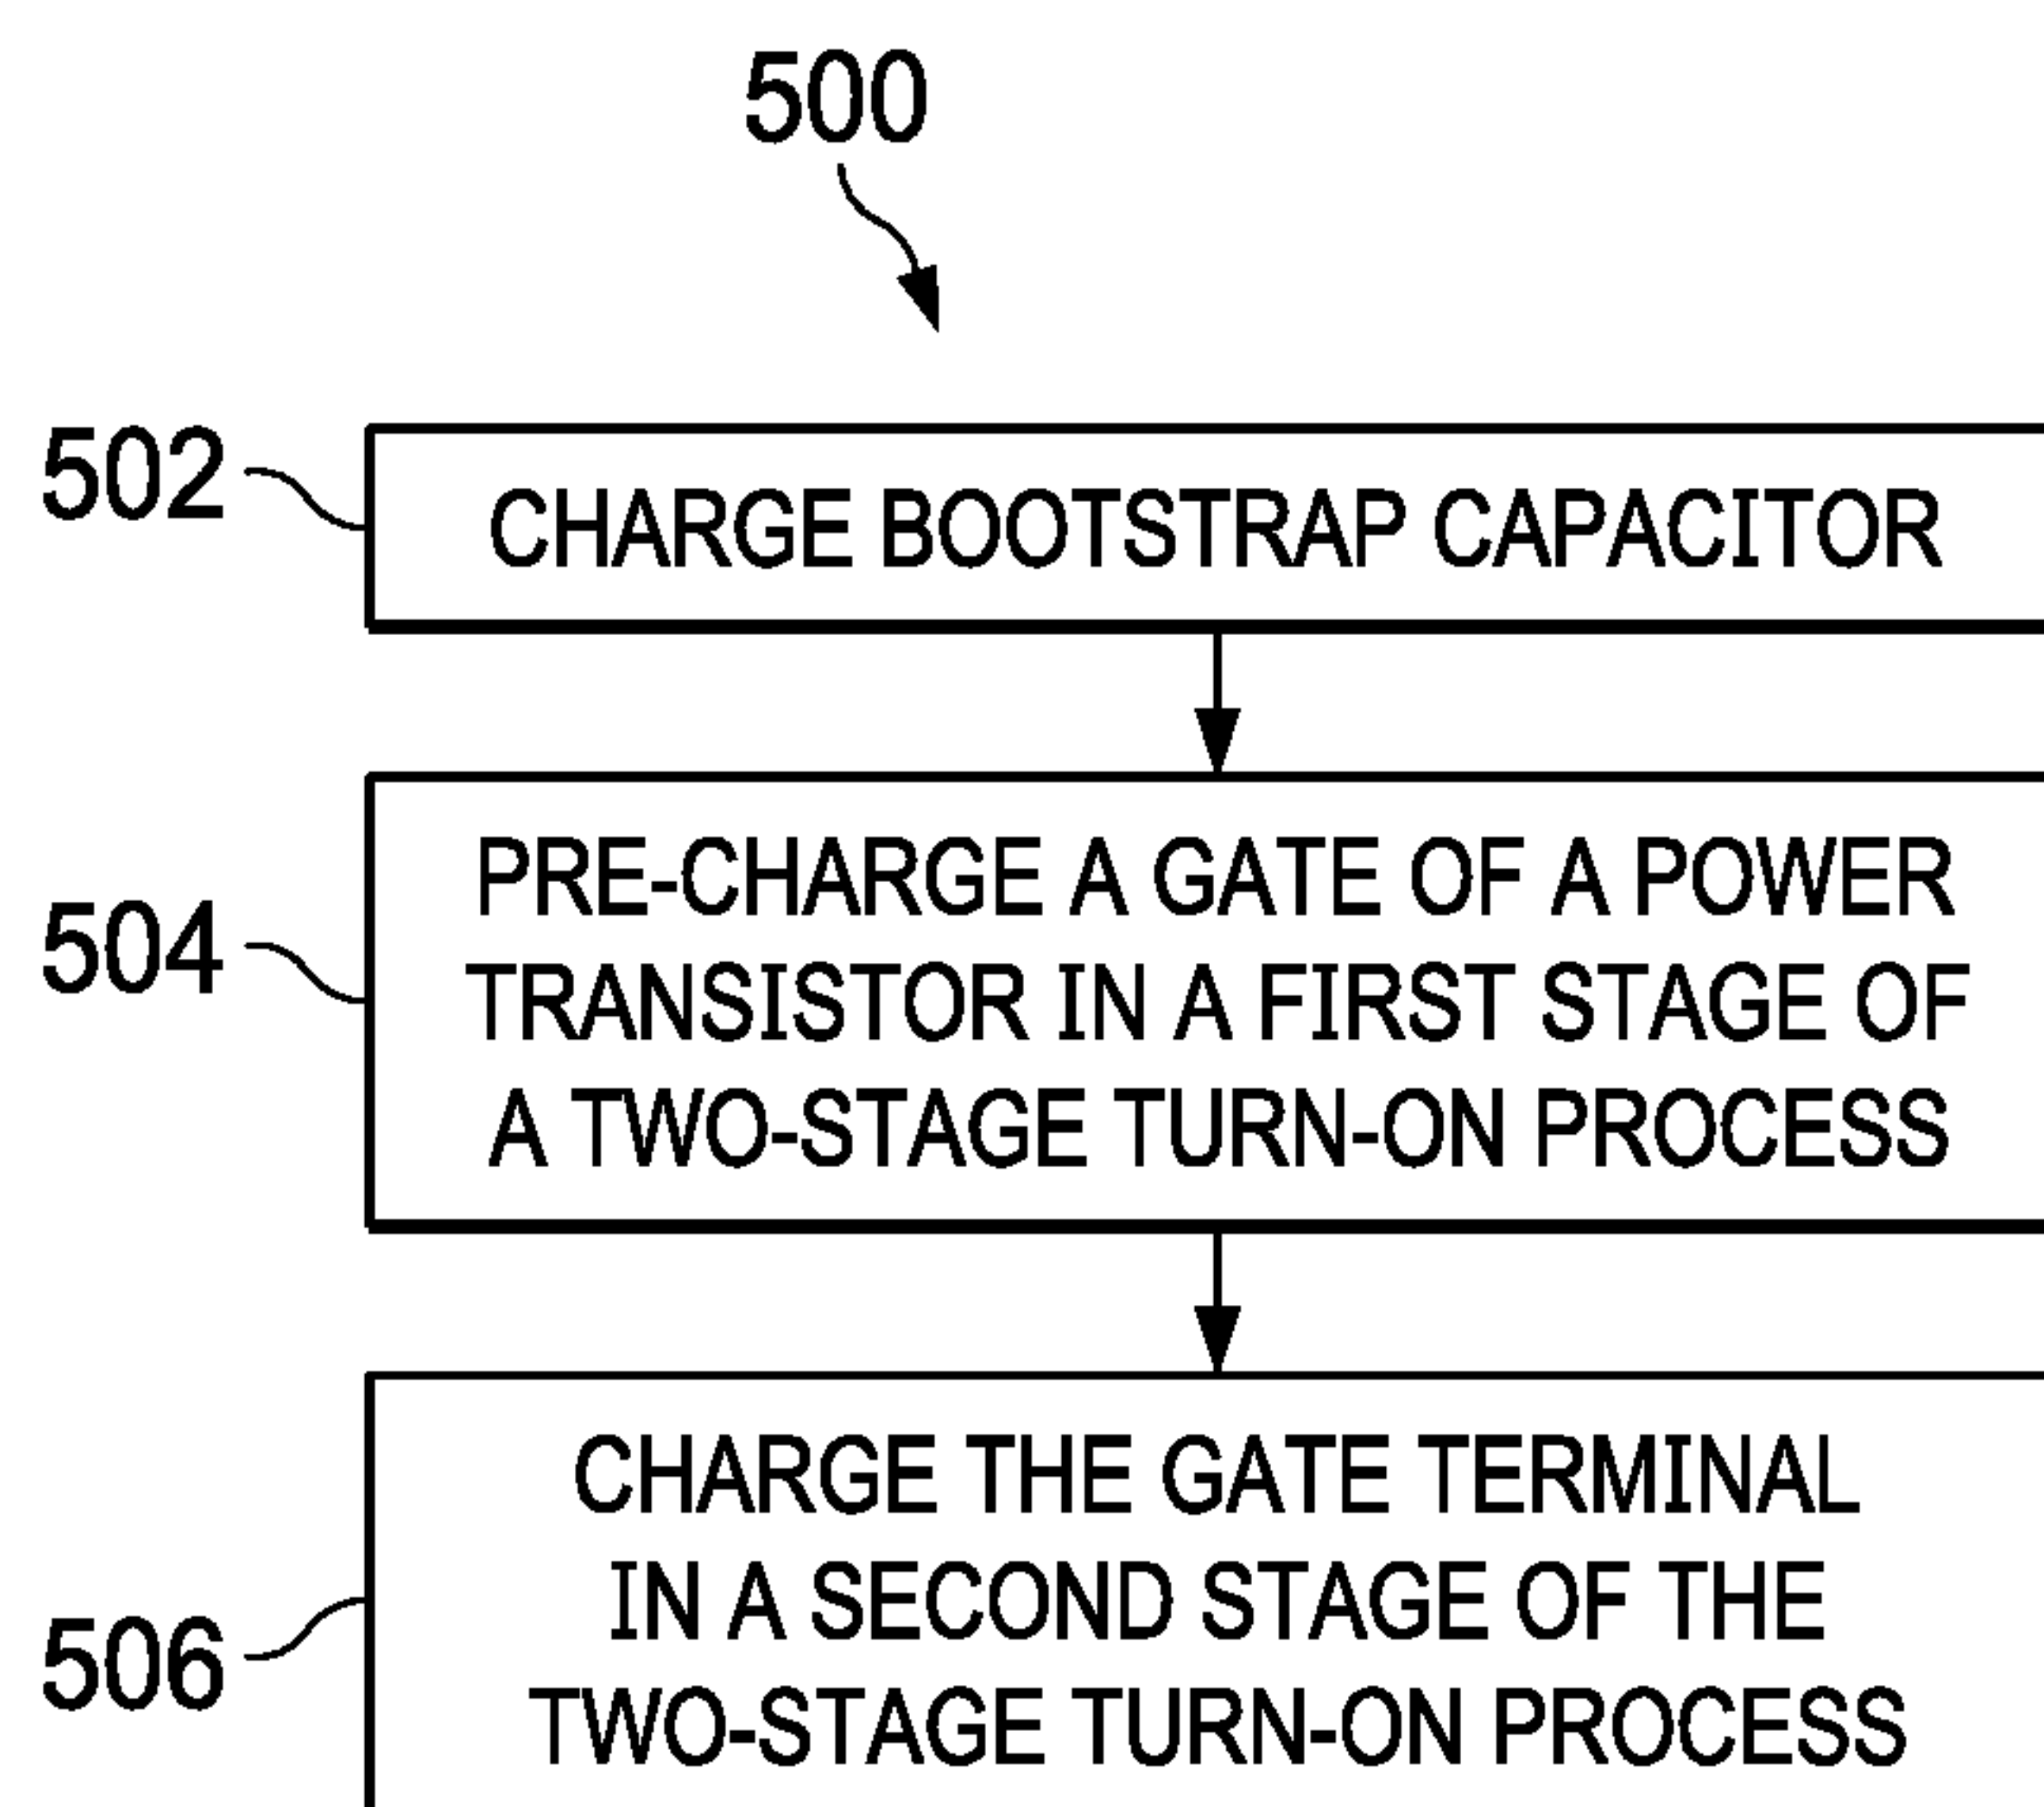 500
502
CHARGE BOOTSTRAP CAPACITOR
504
PRE-CHARGE A GATE OF A POWER
TRANSISTOR IN A FIRST STAGE OF
A TWO-STAGE TURN-ON PROCESS
506
CHARGE THE GATE TERMINAL
IN A SECOND STAGE OF THE
TWO-STAGE TURN-ON PROCESS